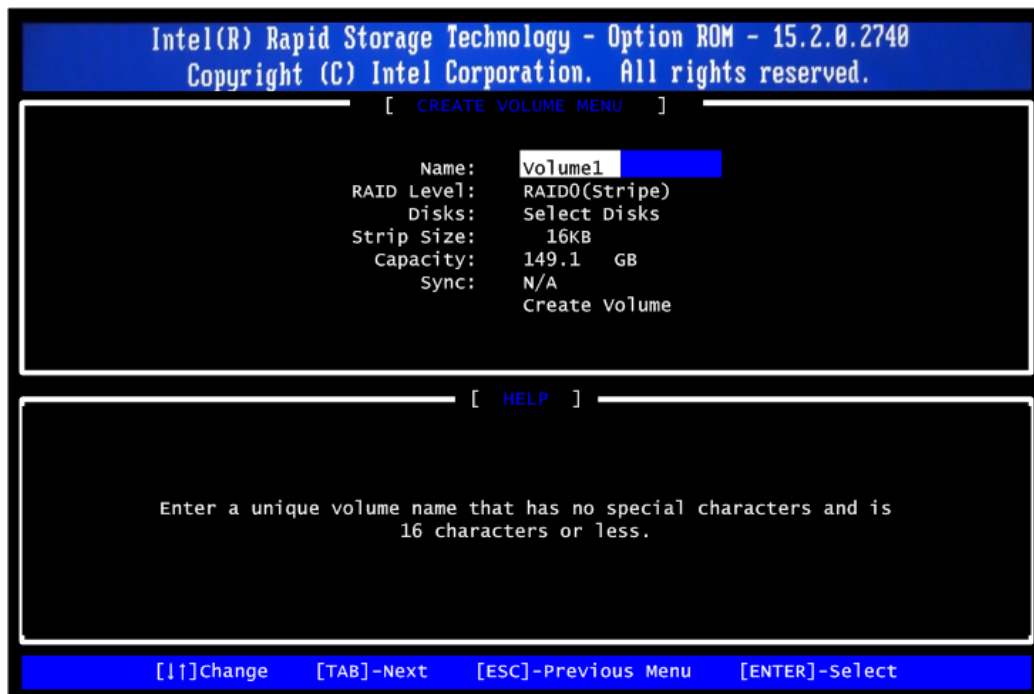 Intel(R) Rapid Storage Technology - Option ROM - 15.2.0.2740
Copyright (C) Intel Corporation. All rights reserved.
[ CREATE VOLUME MENU ]
Name: Volume1
RAID Level: RAID0(Stripe)
Disks: Select Disks
Strip Size: 16KB
Capacity: 149.1 GB
Sync: N/A
Create Volume
[ HELP ]
Enter a unique volume name that has no special characters and is
16 characters or less.
[↓↑]Change [TAB]-Next [ESC]-Previous Menu [ENTER]-Select